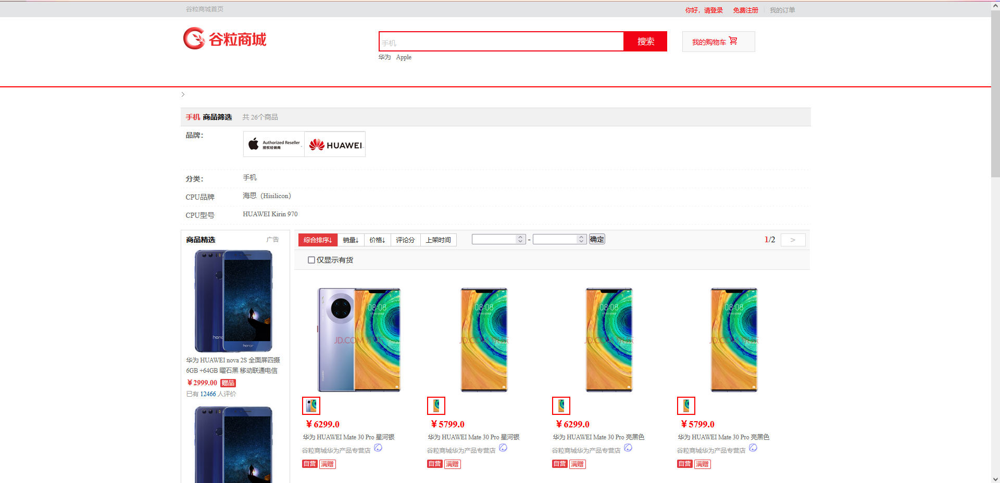 谷粒商城首页
你好，请登录 免费注册 我的订单
谷粒商城
手机 搜索 我的购物车
华为 Apple
>
手机 商品筛选 共 26个商品
品牌：
Authorized Reseller
授权经销商
HUAWEI
分类： 手机
CPU品牌 海思（Hisilicon）
CPU型号 HUAWEI Kirin 970
商品精选 广告
综合排序↓ 销量↓ 价格↓ 评论分 上架时间 - 确定 1/2 >
仅显示有货
08:08 08:08 08:08 08:08
JD.COM 京东 JD.COM 京东 JD.COM 京东 JD.COM 京东
honor honor
华为 HUAWEI nova 2S 全面屏四摄
6GB +64GB 曜石黑 移动联通电信
￥2999.00 赠品
已有 12466 人评价
￥6299.0 ￥5799.0 ￥6299.0 ￥5799.0
华为 HUAWEI Mate 30 Pro 星河银 华为 HUAWEI Mate 30 Pro 星河银 华为 HUAWEI Mate 30 Pro 亮黑色 华为 HUAWEI Mate 30 Pro 亮黑色
谷粒商城华为产品专营店 谷粒商城华为产品专营店 谷粒商城华为产品专营店 谷粒商城华为产品专营店
自营 满赠 自营 满赠 自营 满赠 自营 满赠